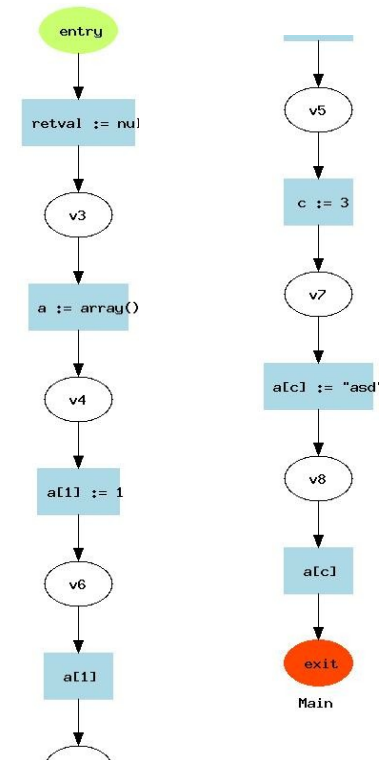 entry
retval := nul
v3
a := array()
v4
a[1] := 1
v6
a[1]
v5
c := 3
v7
a[c] := "asd"
v8
a[c]
exit
Main